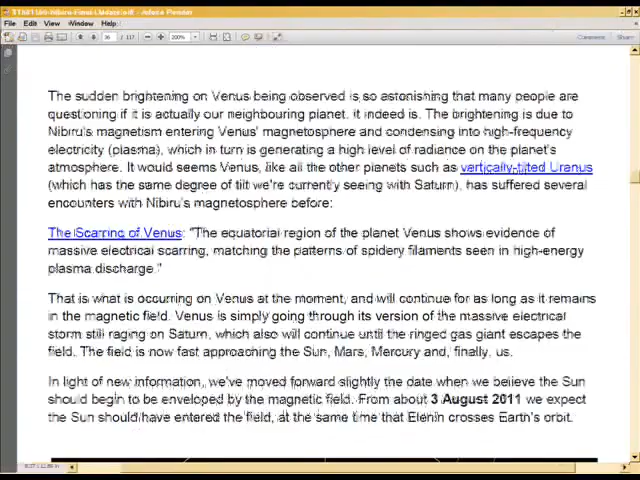 File Edit View Window Help
36 / 117 200%
Comments Share
The sudden brightening on Venus being observed is so astonishing that many people are
questioning if it is actually our neighbouring planet. It indeed is. The brightening is due to
Nibiru's magnetism entering Venus' magnetosphere and condensing into high-frequency
electricity (plasma), which in turn is generating a high level of radiance on the planet's
atmosphere. It would seems Venus, like all the other planets such as vertically-tilted Uranus
(which has the same degree of tilt we're currently seeing with Saturn), has suffered several
encounters with Nibiru's magnetosphere before:
The Scarring of Venus: "The equatorial region of the planet Venus shows evidence of
massive electrical scarring, matching the patterns of spidery filaments seen in high-energy
plasma discharge."
That is what is occurring on Venus at the moment, and will continue for as long as it remains
in the magnetic field. Venus is simply going through its version of the massive electrical
storm still raging on Saturn, which also will continue until the ringed gas giant escapes the
field. The field is now fast approaching the Sun, Mars, Mercury and, finally, us.
In light of new information, we've moved forward slightly the date when we believe the Sun
should begin to be enveloped by the magnetic field. From about 3 August 2011 we expect
the Sun should have entered the field, at the same time that Elenin crosses Earth's orbit.